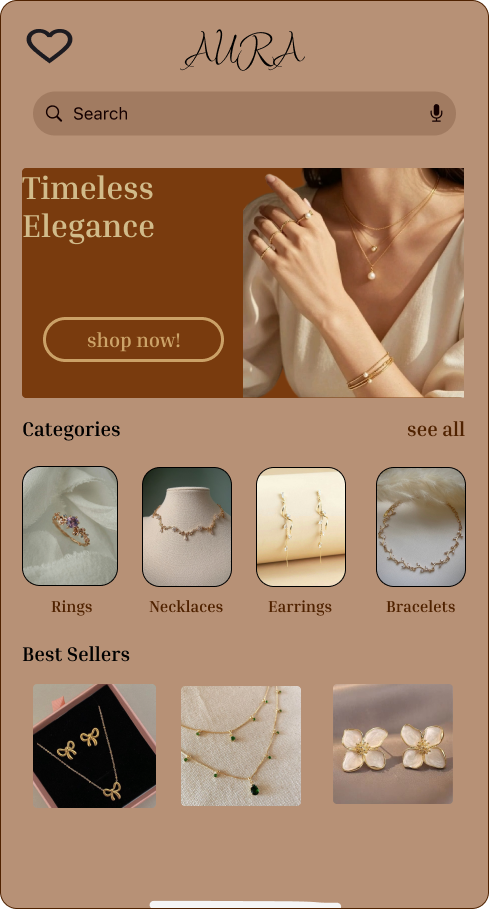 AURA
Search
Timeless
Elegance
shop now!
Categories
see all
Rings
Necklaces
Earrings
Bracelets
Best Sellers